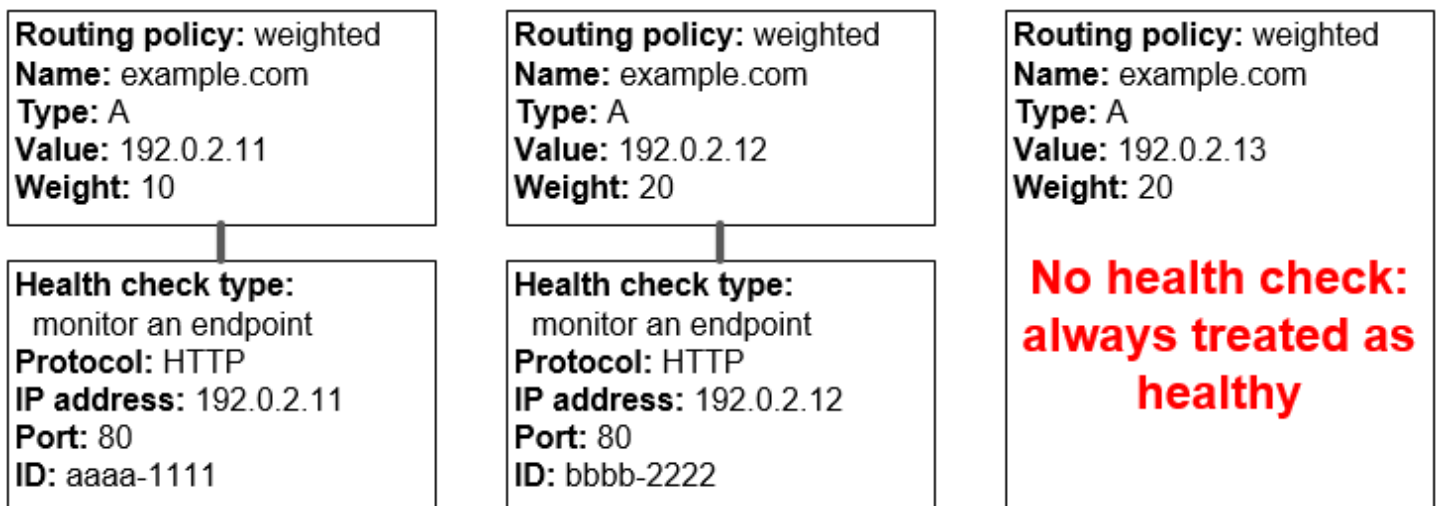 Routing policy: weighted
Name: example.com
Type: A
Value: 192.0.2.11
Weight: 10
Health check type:
monitor an endpoint
Protocol: HTTP
IP address: 192.0.2.11
Port: 80
ID: aaaa-1111
Routing policy: weighted
Name: example.com
Type: A
Value: 192.0.2.12
Weight: 20
Health check type:
monitor an endpoint
Protocol: HTTP
IP address: 192.0.2.12
Port: 80
ID: bbbb-2222
Routing policy: weighted
Name: example.com
Type: A
Value: 192.0.2.13
Weight: 20
No health check:
always treated as
healthy